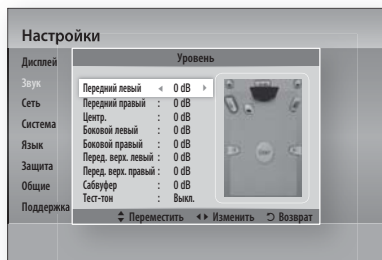 Настройки
Дисплей
Звук
Сеть
Система
Язык
Защита
Общие
Поддержка
Уровень
Передний левый ◄ 0 dB ►
Передний правый : 0 dB
Центр. : 0 dB
Боковой левый : 0 dB
Боковой правый : 0 dB
Перед. верх. левый : 0 dB
Перед. верх. правый : 0 dB
Сабвуфер : 0 dB
Тест-тон : Выкл.
Переместить Изменить Возврат